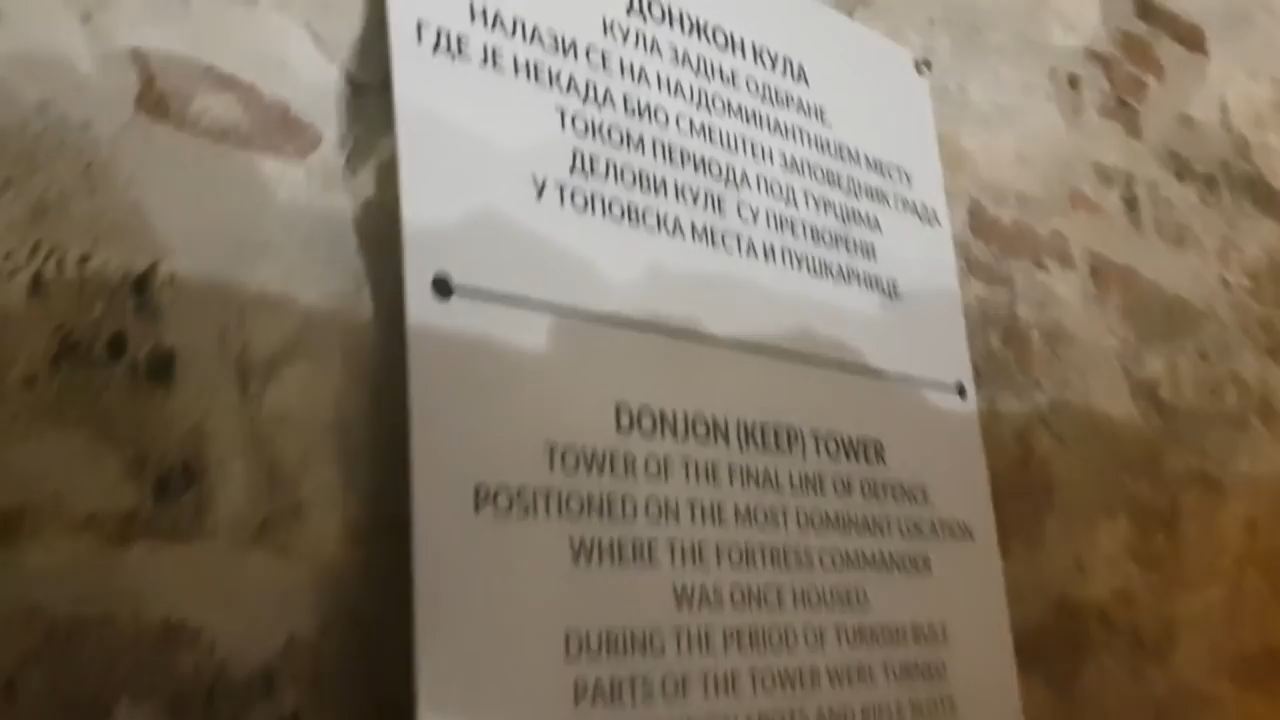 ДОНЖОН КУЛА
КУЛА ЗАДЊЕ ОДБРАНЕ
НАЛАЗИ СЕ НА НАЈДОМИНАНТНИЈЕМ МЕСТУ
ГДЕ ЈЕ НЕКАДА БИО СМЕШТЕН ЗАПОВЕДНИК ГРАДА
ТОКОМ ПЕРИОДА ПОД ТУРЦИМА
ДЕЛОВИ КУЛЕ СУ ПРЕТВОРЕНИ
У ТОПОВСКА МЕСТА И ПУШКАРНИЦЕ
DONJON (KEEP) TOWER
TOWER OF THE FINAL LINE OF DEFENCE
POSITIONED ON THE MOST DOMINANT LOCATION
WHERE THE FORTRESS COMMANDER
WAS ONCE HOUSED
DURING THE PERIOD OF TURKISH RULE
PARTS OF THE TOWER WERE TURNED
AND RIFLE